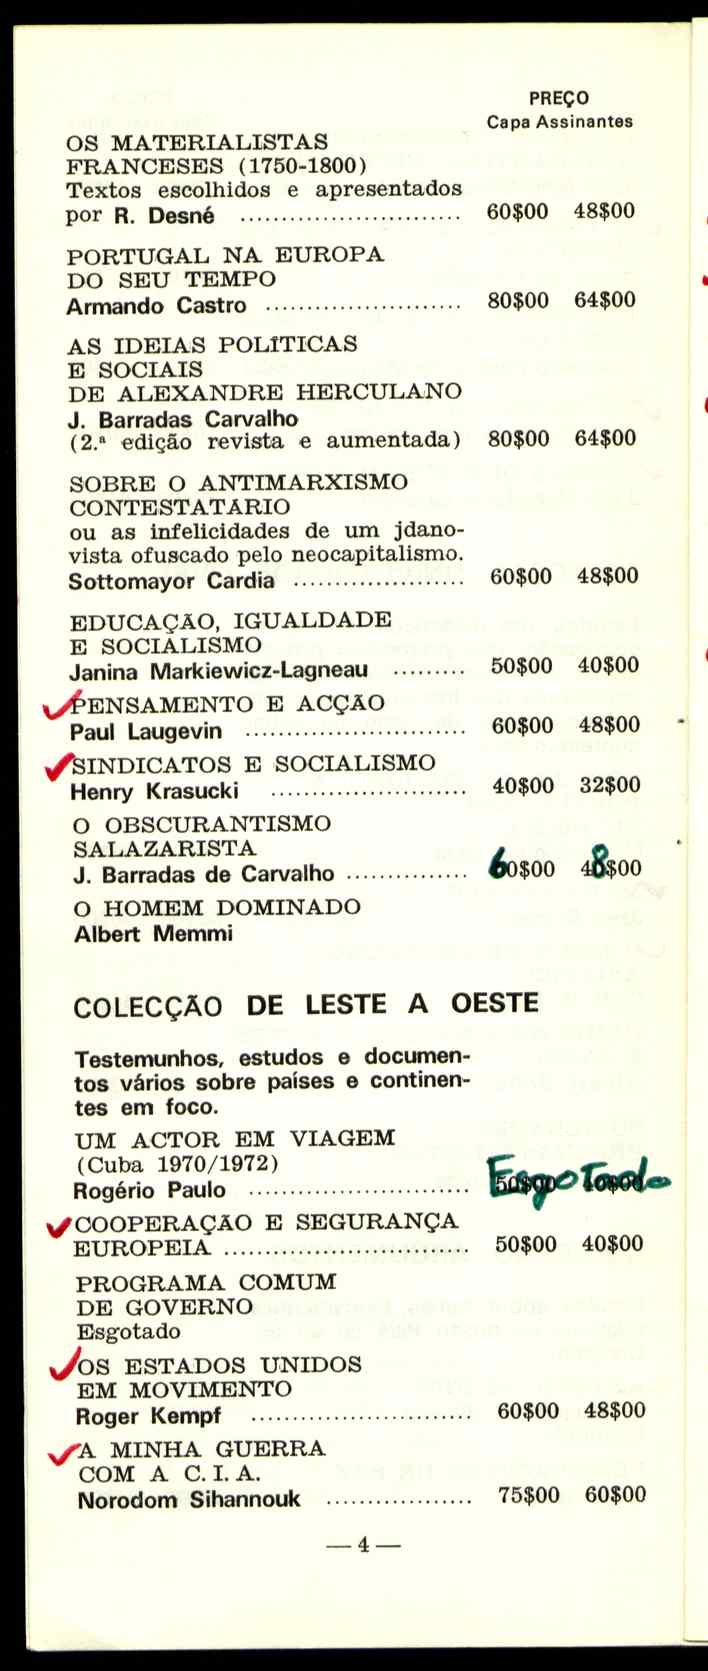 PREÇO
Capa Assinantes
OS MATERIALISTAS
FRANCESES (1750-1800)
Textos escolhidos e apresentados
por R. Desné ........................... 60$00 48$00
PORTUGAL NA EUROPA
DO SEU TEMPO
Armando Castro ........................ 80$00 64$00
AS IDEIAS POLÍTICAS
E SOCIAIS
DE ALEXANDRE HERCULANO
J. Barradas Carvalho
(2.ª edição revista e aumentada) 80$00 64$00
SOBRE O ANTIMARXISMO
CONTESTATÁRIO
ou as infelicidades de um jdano-
vista ofuscado pelo neocapitalismo.
Sottomayor Cardia ..................... 60$00 48$00
EDUCAÇÃO, IGUALDADE
E SOCIALISMO
Janina Markiewicz-Lagneau ......... 50$00 40$00
PENSAMENTO E ACÇÃO
Paul Laugevin ........................... 60$00 48$00
SINDICATOS E SOCIALISMO
Henry Krasucki ........................ 40$00 32$00
O OBSCURANTISMO
SALAZARISTA
J. Barradas de Carvalho ............... 60$00 48$00
O HOMEM DOMINADO
Albert Memmi
COLECÇÃO DE LESTE A OESTE
Testemunhos, estudos e documen-
tos vários sobre países e continen-
tes em foco.
UM ACTOR EM VIAGEM
(Cuba 1970/1972)
Rogério Paulo ........................... 50$00 40$00 Esgotado
COOPERAÇÃO E SEGURANÇA
EUROPEIA .............................. 50$00 40$00
PROGRAMA COMUM
DE GOVERNO
Esgotado
OS ESTADOS UNIDOS
EM MOVIMENTO
Roger Kempf ........................... 60$00 48$00
A MINHA GUERRA
COM A C. I. A.
Norodom Sihannouk .................. 75$00 60$00
— 4 —